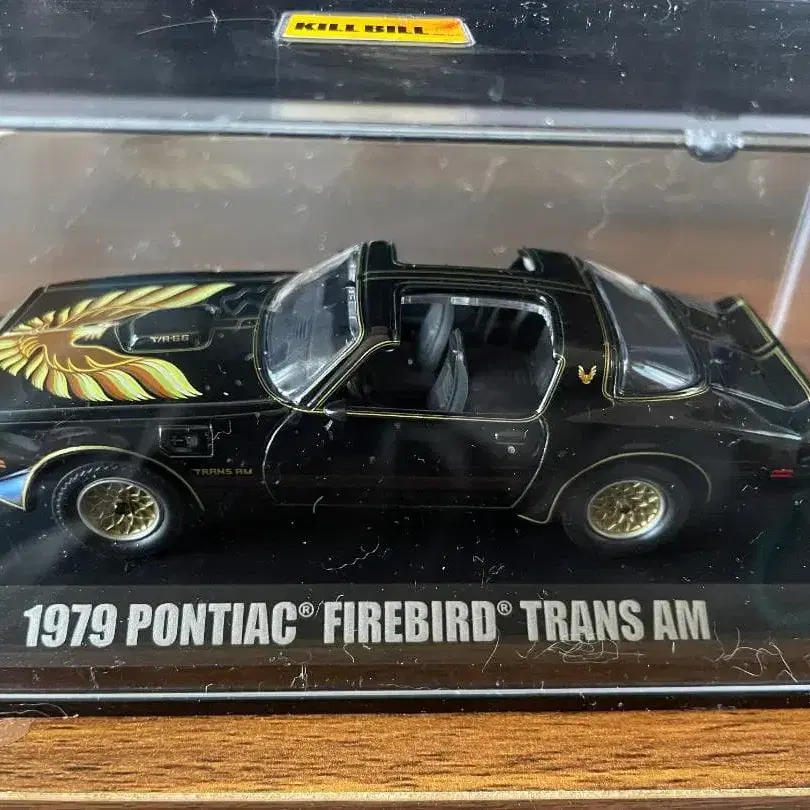 KILL BILL
T/A 6.6
TRANS AM
1979 PONTIAC® FIREBIRD® TRANS AM